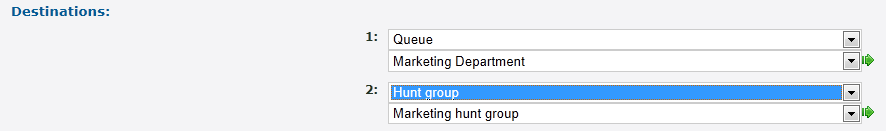 Destinations:
1: Queue
Marketing Department
2: Hunt group
Marketing hunt group